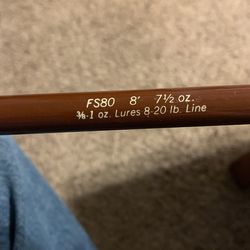 FS80 8' 7½ oz.
⅜-1 oz. Lures 8-20 lb. Line